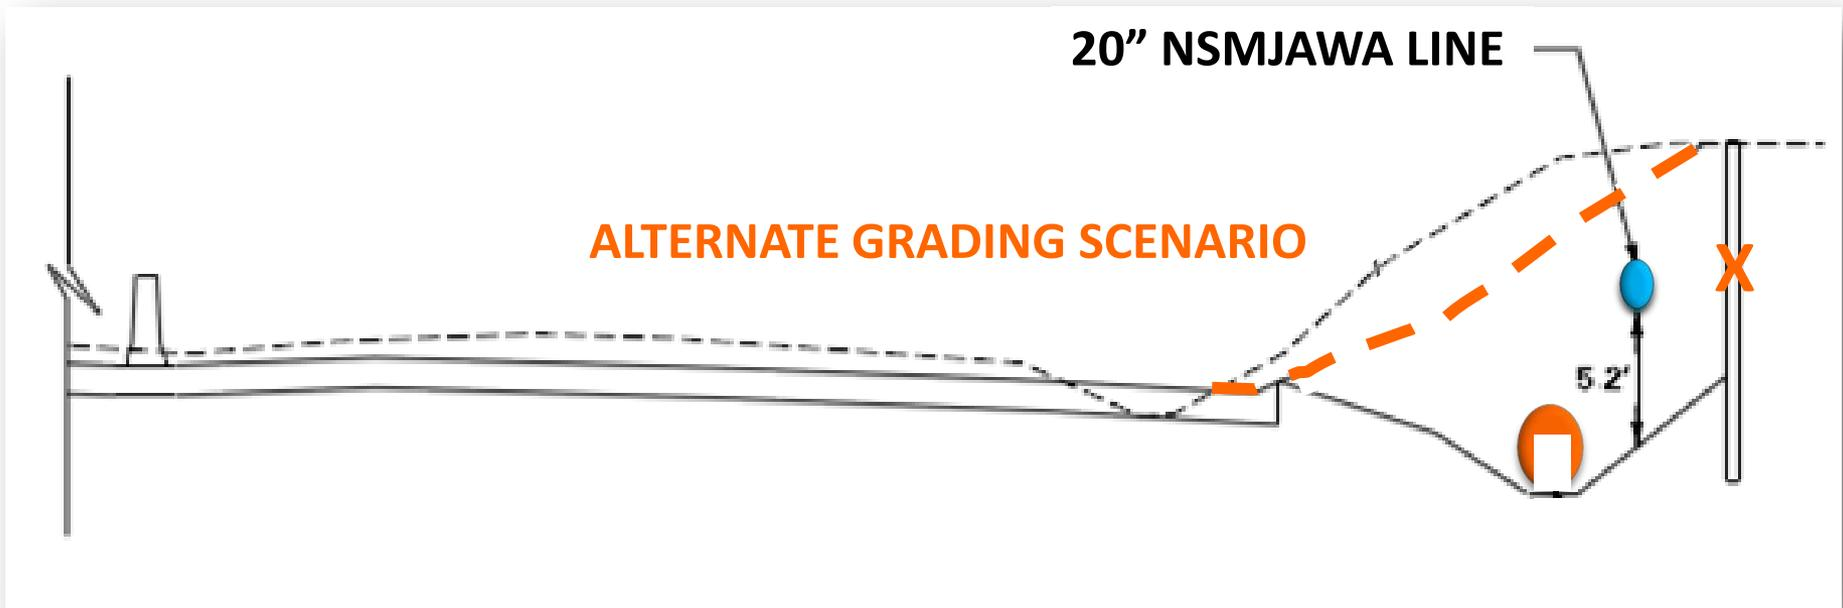 20” NSMJAWA LINE
ALTERNATE GRADING SCENARIO
X
5.2'